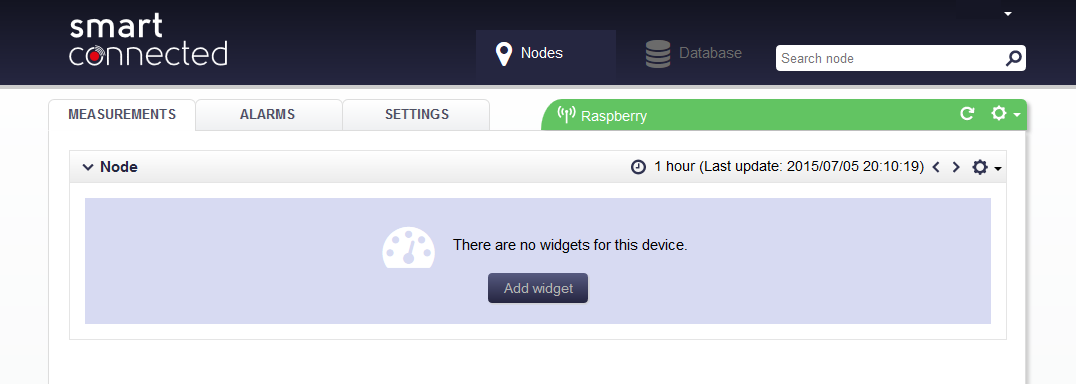 smart
connected
Nodes
Database
Search node
MEASUREMENTS
ALARMS
SETTINGS
Raspberry
Node
1 hour (Last update: 2015/07/05 20:10:19)
There are no widgets for this device.
Add widget